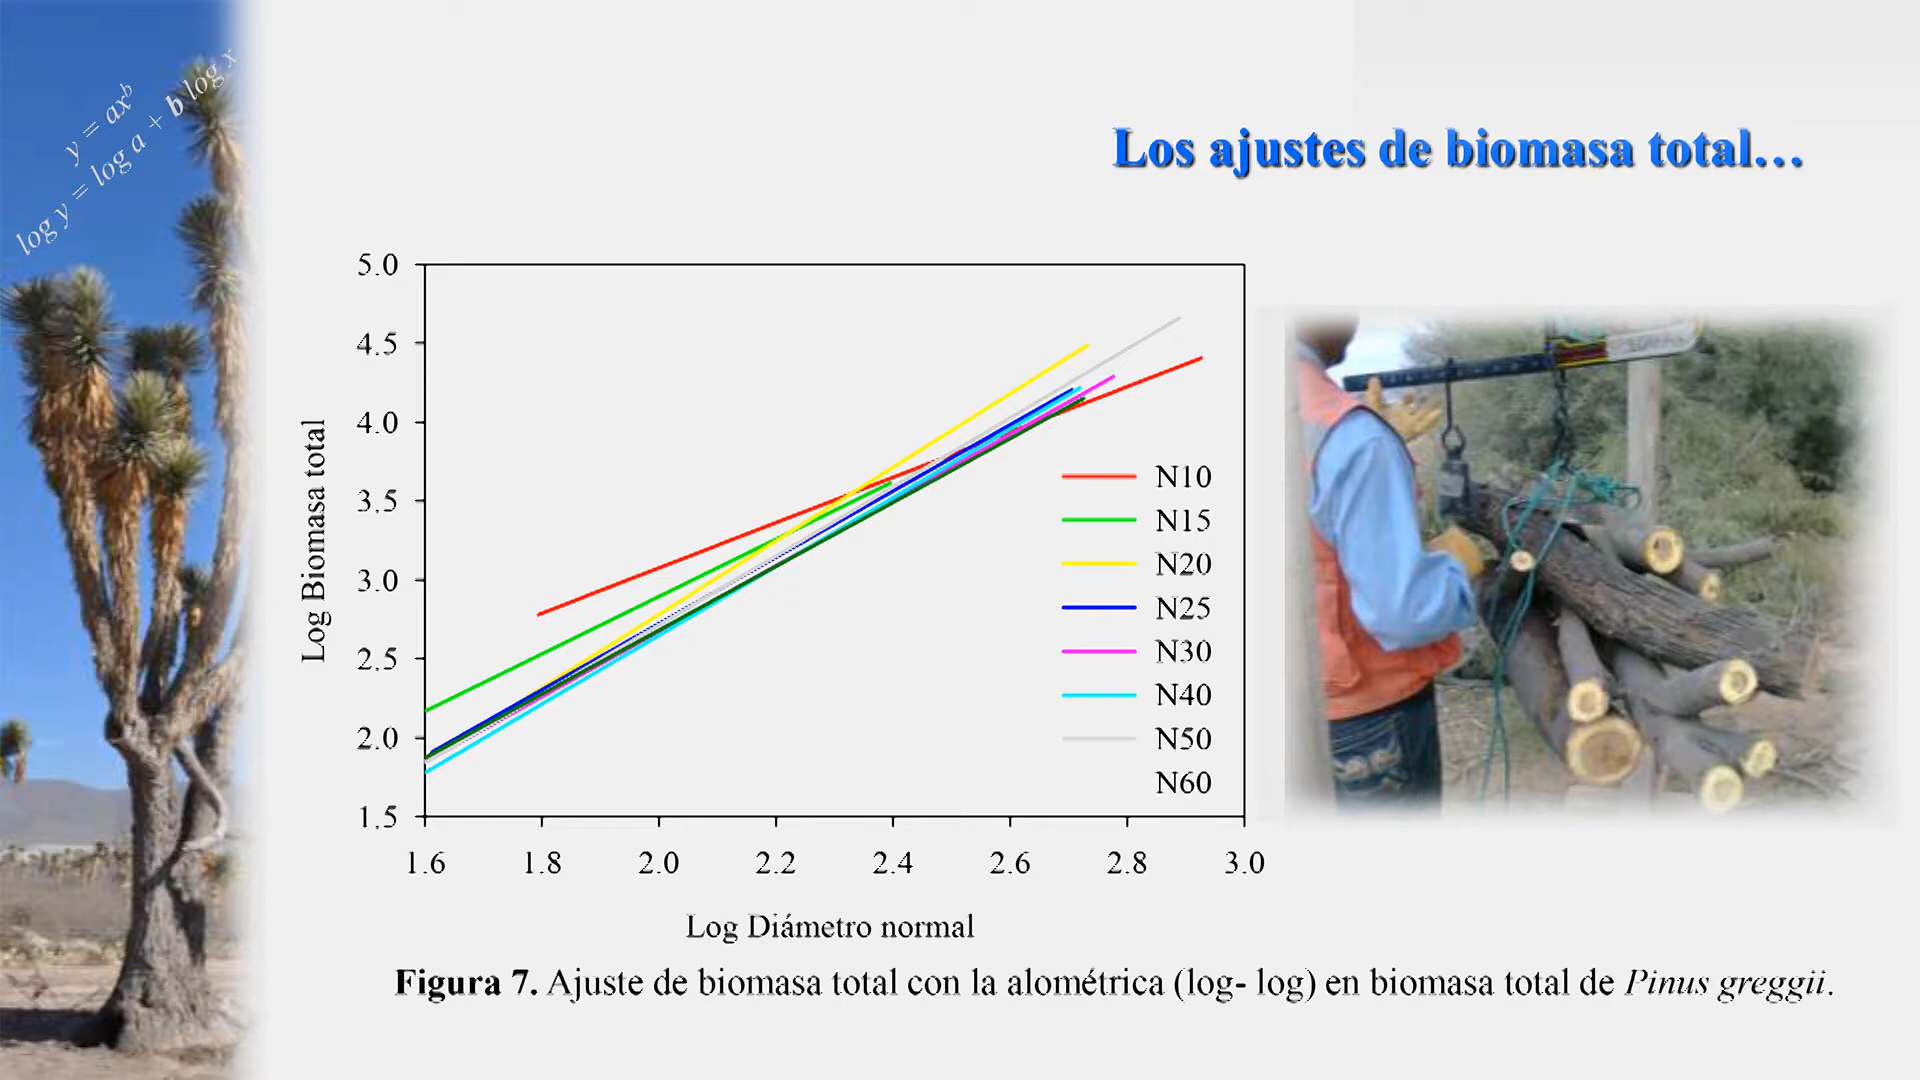 y = ax^b
log y = log a + b log x
Los ajustes de biomasa total…
5.0
4.5
4.0
3.5
3.0
2.5
2.0
1.5
Log Biomasa total
N10
N15
N20
N25
N30
N40
N50
N60
1.6 1.8 2.0 2.2 2.4 2.6 2.8 3.0
Log Diámetro normal
Figura 7. Ajuste de biomasa total con la alométrica (log- log) en biomasa total de Pinus greggii.